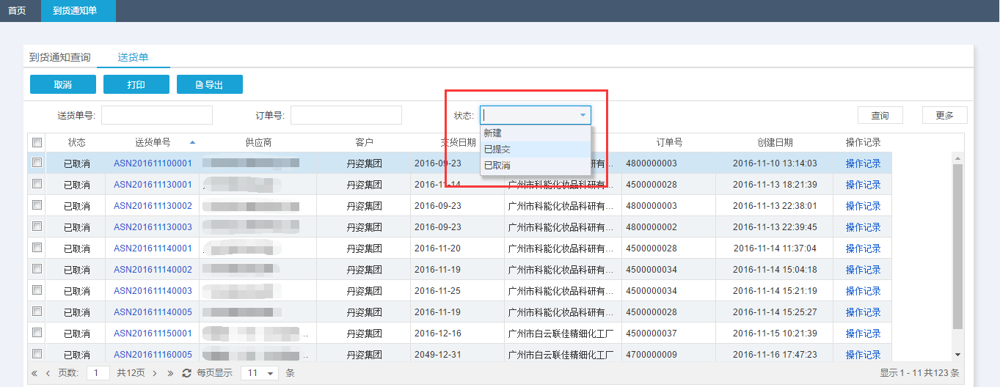 首页 到货通知单
到货通知查询 送货单
取消 打印 导出
送货单号: 订单号: 状态: 查询 更多
新建
已提交
已取消
状态 送货单号 供应商 客户 交货日期 订单号 创建日期 操作记录
已取消 ASN201611100001 丹姿集团 2016-09-23 研有… 4800000003 2016-11-10 13:14:03 操作记录
已取消 ASN201611130001 丹姿集团 2016-11-14 广州市科能化妆品科研有… 4500000028 2016-11-13 18:21:39 操作记录
已取消 ASN201611130002 丹姿集团 2016-09-23 广州市科能化妆品科研有… 4800000003 2016-11-13 22:38:01 操作记录
已取消 ASN201611130003 丹姿集团 2016-09-23 广州市科能化妆品科研有… 4800000002 2016-11-13 22:39:45 操作记录
已取消 ASN201611140001 丹姿集团 2016-11-20 广州市科能化妆品科研有… 4500000028 2016-11-14 11:37:04 操作记录
已取消 ASN201611140002 丹姿集团 2016-11-19 广州市科能化妆品科研有… 4500000034 2016-11-14 15:04:18 操作记录
已取消 ASN201611140003 丹姿集团 2016-11-25 广州市科能化妆品科研有… 4500000034 2016-11-14 15:21:19 操作记录
已取消 ASN201611140005 丹姿集团 2016-11-19 广州市科能化妆品科研有… 4500000028 2016-11-14 15:25:27 操作记录
已取消 ASN201611150001 丹姿集团 2016-12-16 广州市白云联佳精细化工厂 4500000037 2016-11-15 10:21:39 操作记录
已取消 ASN201611160005 丹姿集团 2049-12-31 广州市白云联佳精细化工厂 4700000009 2016-11-16 17:47:23 操作记录
« ‹ 页数: 1 共12页 › » 每页显示 11 条 显示 1 - 11 共123 条